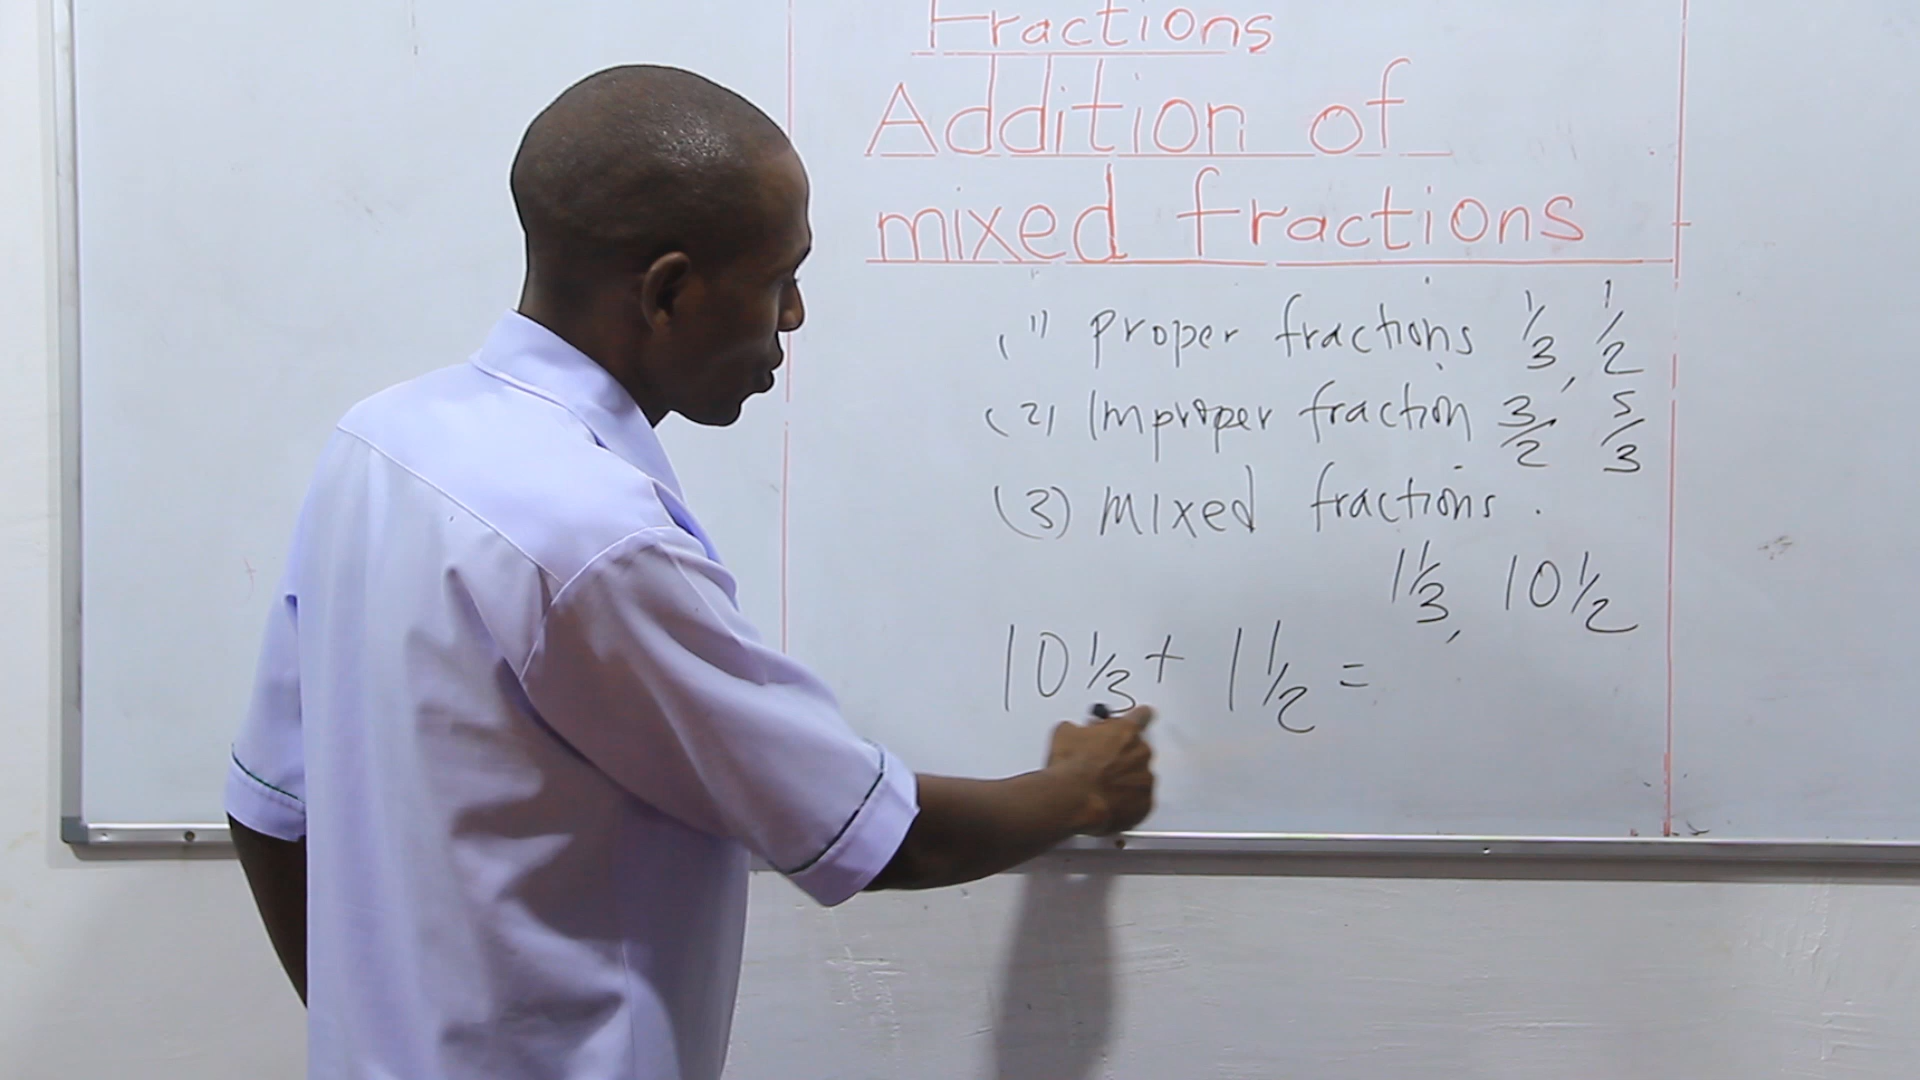 Fractions
Addition of
mixed fractions
(1) proper fractions 1/3, 1/2
(2) Improper fraction 3/2 5/3
(3) mixed fractions.
1 1/3, 10 1/2
10 1/3 + 1 1/2 =